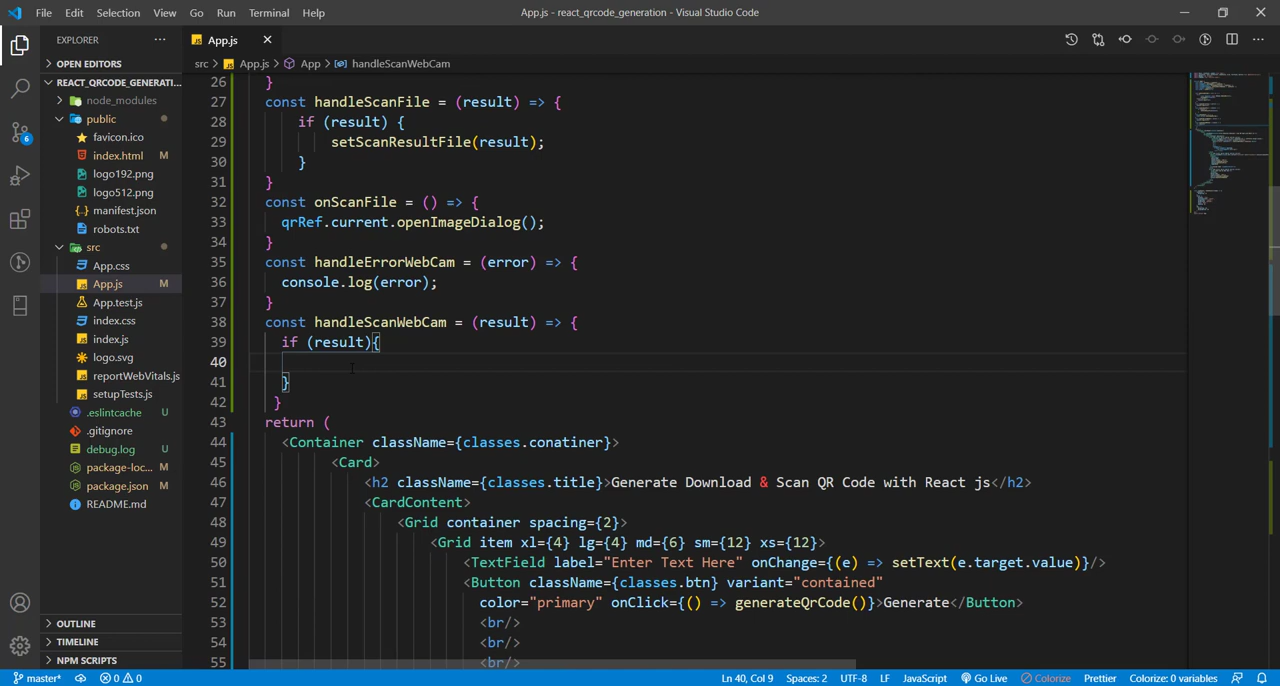 File Edit Selection View Go Run Terminal Help
App.js - react_qrcode_generation - Visual Studio Code
EXPLORER
OPEN EDITORS
REACT_QRCODE_GENERATI...
node_modules
public
favicon.ico
index.html M
logo192.png
logo512.png
manifest.json
robots.txt
src
App.css
App.js M
App.test.js
index.css
index.js
logo.svg
reportWebVitals.js
setupTests.js
.eslintcache U
.gitignore
debug.log U
package-loc... M
package.json M
README.md
OUTLINE
TIMELINE
NPM SCRIPTS
6
App.js
src > App.js > App > handleScanWebCam
26 }
27 const handleScanFile = (result) => {
28 if (result) {
29 setScanResultFile(result);
30 }
31 }
32 const onScanFile = () => {
33 qrRef.current.openImageDialog();
34 }
35 const handleErrorWebCam = (error) => {
36 console.log(error);
37 }
38 const handleScanWebCam = (result) => {
39 if (result){
40
41 }
42 }
43 return (
44 <Container className={classes.conatiner}>
45 <Card>
46 <h2 className={classes.title}>Generate Download & Scan QR Code with React js</h2>
47 <CardContent>
48 <Grid container spacing={2}>
49 <Grid item xl={4} lg={4} md={6} sm={12} xs={12}>
50 <TextField label="Enter Text Here" onChange={(e) => setText(e.target.value)}/>
51 <Button className={classes.btn} variant="contained"
52 color="primary" onClick={() => generateQrCode()}>Generate</Button>
53 <br/>
54 <br/>
55 <br/>
master* 0 0 Ln 40, Col 9 Spaces: 2 UTF-8 LF JavaScript Go Live Colorize Prettier Colorize: 0 variables